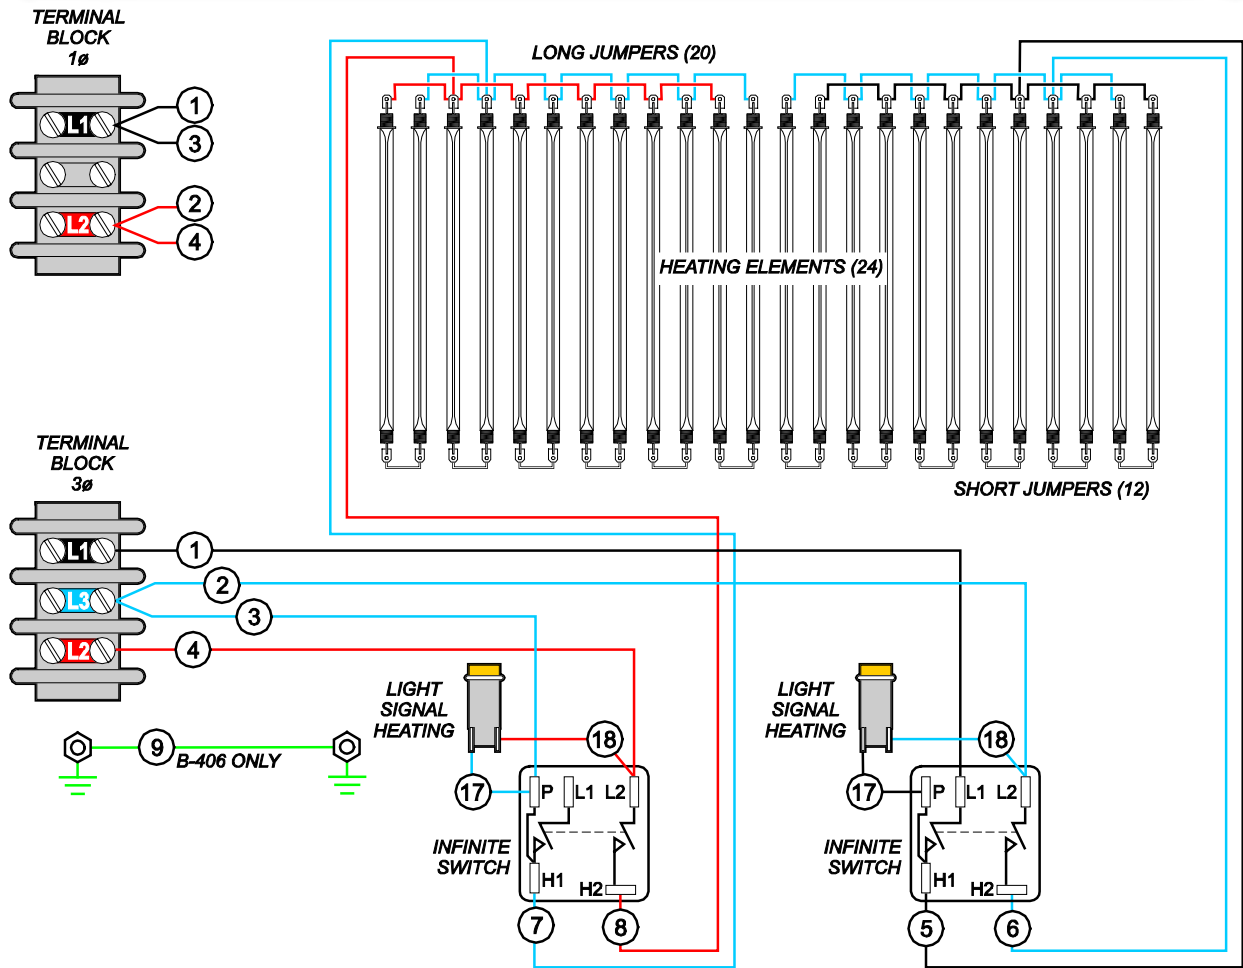 TERMINAL
BLOCK
1ø
L1
1
3
L2
2
4
LONG JUMPERS (20)
HEATING ELEMENTS (24)
SHORT JUMPERS (12)
TERMINAL
BLOCK
3ø
L1
1
L3
2
3
L2
4
9
B-406 ONLY
LIGHT
SIGNAL
HEATING
18
17
P L1 L2
INFINITE
SWITCH
H1
H2
7
8
LIGHT
SIGNAL
HEATING
18
17
P L1 L2
INFINITE
SWITCH
H1
H2
5
6